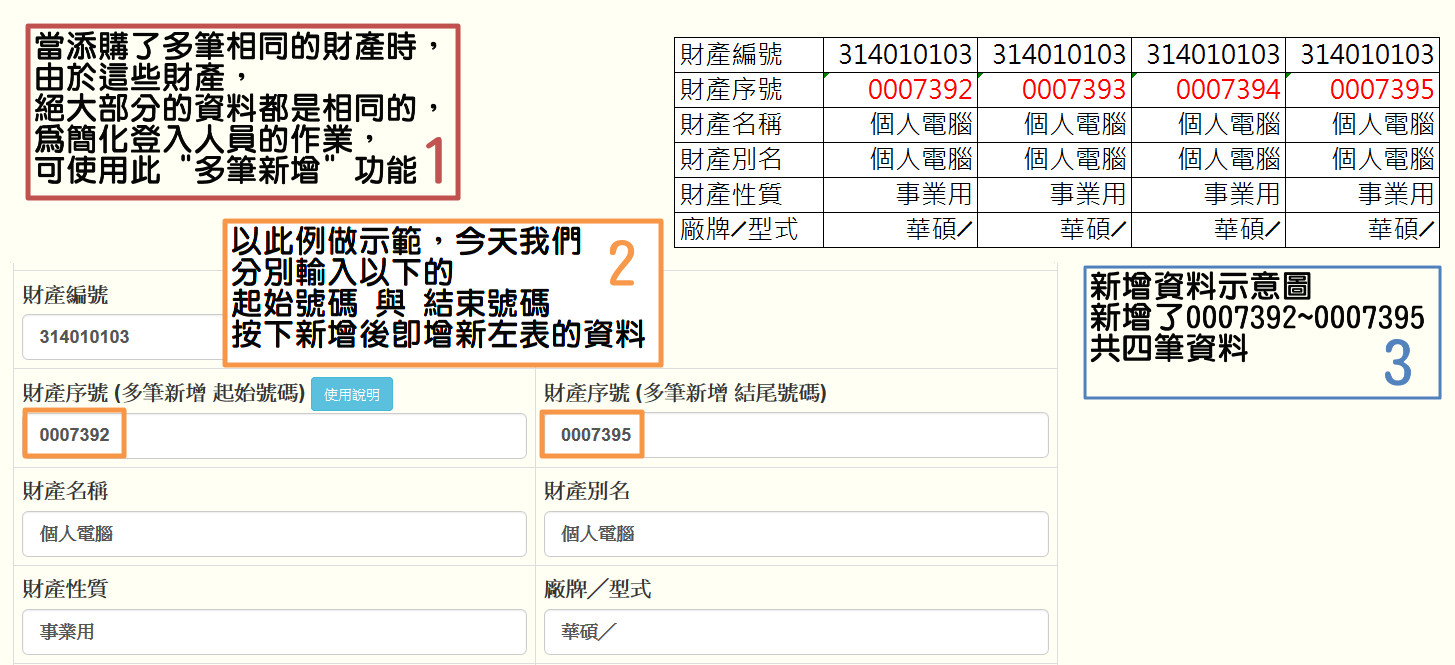 當添購了多筆相同的財產時，
由於這些財產，
絕大部分的資料都是相同的，
為簡化登入人員的作業，
可使用此 "多筆新增" 功能
1
財產編號 314010103 314010103 314010103 314010103
財產序號 0007392 0007393 0007394 0007395
財產名稱 個人電腦 個人電腦 個人電腦 個人電腦
財產別名 個人電腦 個人電腦 個人電腦 個人電腦
財產性質 事業用 事業用 事業用 事業用
廠牌／型式 華碩／ 華碩／ 華碩／ 華碩／
以此例做示範，今天我們
分別輸入以下的
起始號碼 與 結束號碼
按下新增後即增新左表的資料
2
新增資料示意圖
新增了0007392~0007395
共四筆資料
3
財產編號
314010103
財產序號 (多筆新增 起始號碼) 使用說明
0007392
財產序號 (多筆新增 結尾號碼)
0007395
財產名稱
個人電腦
財產別名
個人電腦
財產性質
事業用
廠牌／型式
華碩／